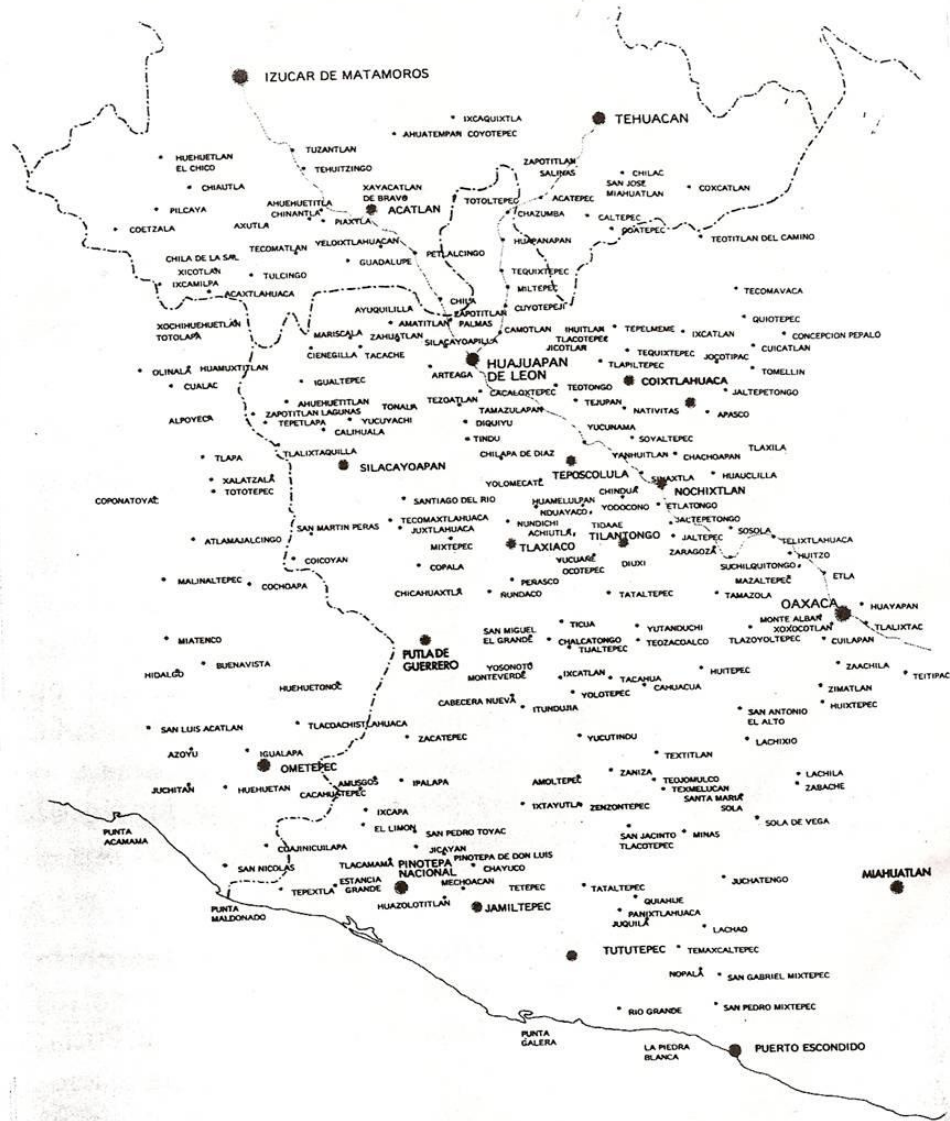 IZUCAR DE MATAMOROS
IXCAQUIXTLA
TEHUACAN
AHUATEMPAN COYOTEPEC
TUZANTLAN
HUEHUETLAN
EL CHICO
TEHUITZINGO
ZAPOTITLAN
SALINAS
CHILAC
SAN JOSE
MIAHUATLAN
COXCATLAN
CHIAUTLA
XAYACATLAN
DE BRAVO
TOTOLTEPEC
ACATEPEC
AHUEHUETITLA
CHINANTLA
ACATLAN
PILCAYA
CHAZUMBA
CALTEPEC
COATEPEC
COETZALA
AXUTLA
PIAXTLA
TEOTITLAN DEL CAMINO
TECOMATLAN
YELOIXTLAHUACAN
HUAPANAPAN
PETLALCINGO
CHILA DE LA SAL
XICOTLAN
GUADALUPE
TULCINGO
TEQUIXTEPEC
IXCAMILPA
ACAXTLAHUACA
MILTEPEC
TECOMAVACA
CHILA
CUYOTEPEJI
AYUQUILILLA
ZAPOTITLAN
PALMAS
QUIOTEPEC
XOCHIHUEHUETLAN
TOTOLAPA
AMATITLAN
MARISCALA
ZAHUATLAN
SILACAYOAPILLA
CAMOTLAN
IHUITLAN
TEPELMEME
IXCATLAN
CONCEPCION PEPALO
TLACOTEPEC
JICOTLAR
CIENEGILLA
TACACHE
TEQUIXTEPEC
CUICATLAN
JOCOTIPAC
HUAJUAPAN
DE LEON
TLAPILTEPEC
TOMELLIN
OLINALÁ
HUAMUXTITLAN
ARTEAGA
COIXTLAHUACA
CUALAC
IGUALTEPEC
TEOTONGO
CACALOXTEPEC
JALTEPETONGO
AHUEHUETITLAN
TONALA
TEZOATLAN
TEJUPAN
ZAPOTITLAN LAGUNAS
TAMAZULAPAN
NATIVITAS
APASCO
ALPOYECA
TEPETLAPA
YUCUYACHI
DIQUIYU
CALIHUALA
YUCUNAMA
TINDU
SOYALTEPEC
TLALIXTAQUILLA
TLAXILA
TLAPA
CHILAPA DE DIAZ
YANHUITLAN
CHACHOAPAN
SILACAYOAPAN
TEPOSCOLULA
XALATZALÁ
YOLOMECATL
SINAXTLA
HUAUCLILLA
TOTOTEPEC
CHINDUA
NOCHIXTLAN
COPONATOYAC
SANTIAGO DEL RIO
HUAMELULPAN
NDUAYACO
YODOCONO
ETLATONGO
TECOMAXTLAHUACA
SAN MARTIN PERAS
JUXTLAHUACA
NUNDICHI
TIDAAE
JALTEPETONGO
ACHIUTLA
SOSOLA
ATLAMAJALCINGO
MIXTEPEC
TLAXIACO
TILANTONGO
JALTEPEC
TELIXTLAHUACA
ZARAGOZA
COICOYAN
YUCUAÑE
OCOTEPEC
DIUXI
HUITZO
COPALA
SUCHILQUITONGO
MALINALTEPEC
PERASCO
MAZALTEPEC
ETLA
COCHOAPA
CHICAHUAXTLA
RUNDACO
TATALTEPEC
TAMAZOLA
OAXACA
HUAYAPAN
MONTE ALBAN
XOXOCOTLAN
TLALIXTAC
TICUA
SAN MIGUEL
EL GRANDE
YUTANDUCHI
MIATENCO
PUTLA DE
GUERRERO
CHALCATONGO
TEOZACOALCO
TLAZOYOLTEPEC
CUILAPAN
TIJALTEPEC
BUENAVISTA
YOSONOTU
MONTEVERDE
HUITEPEC
ZAACHILA
HIDALGO
IXCATLAN
TACAHUA
TEITIPAC
HUEHUETONOC
CAHUACUA
ZIMATLAN
CABECERA NUEVA
YOLOTEPEC
ITUNDUJIA
HUIXTEPEC
SAN ANTONIO
EL ALTO
SAN LUIS ACATLAN
TLACOACHISTLAHUACA
ZACATEPEC
YUCUTINDU
LACHIXIO
AZOYU
IGUALAPA
TEXTITLAN
OMETEPEC
ZANIZA
LACHILA
AMUSGOS
IPALAPA
AMOLTEPEC
TEOJOMULCO
JUCHITAN
HUEHUETAN
CACAHUATEPEC
TEXMELUCAN
ZABACHE
SANTA MARIA
SOLA
IXTAYUTLA
ZENZONTEPEC
IXCAPA
SOLA DE VEGA
PUNTA
ACAMAMA
EL LIMON
SAN PEDRO TOYAC
SAN JACINTO
TLACOTEPEC
MINAS
COAJINICUILAPA
JICAYAN
SAN NICOLAS
TLACAMAMA
PINOTEPA
NACIONAL
PINOTEPA DE DON LUIS
CHAYUCO
MIAHUATLAN
TEPEXTLA
ESTANCIA
GRANDE
MECHOACAN
TETEPEC
TATALTEPEC
JUCHATENGO
PUNTA
MALDONADO
HUAZOLOTITLAN
JAMILTEPEC
QUIAHIJE
PANIXTLAHUACA
JUQUILA
LACHAO
TUTUTEPEC
TEMAXCALTEPEC
NOPALA
SAN GABRIEL MIXTEPEC
RIO GRANDE
SAN PEDRO MIXTEPEC
PUNTA
GALERA
LA PIEDRA
BLANCA
PUERTO ESCONDIDO